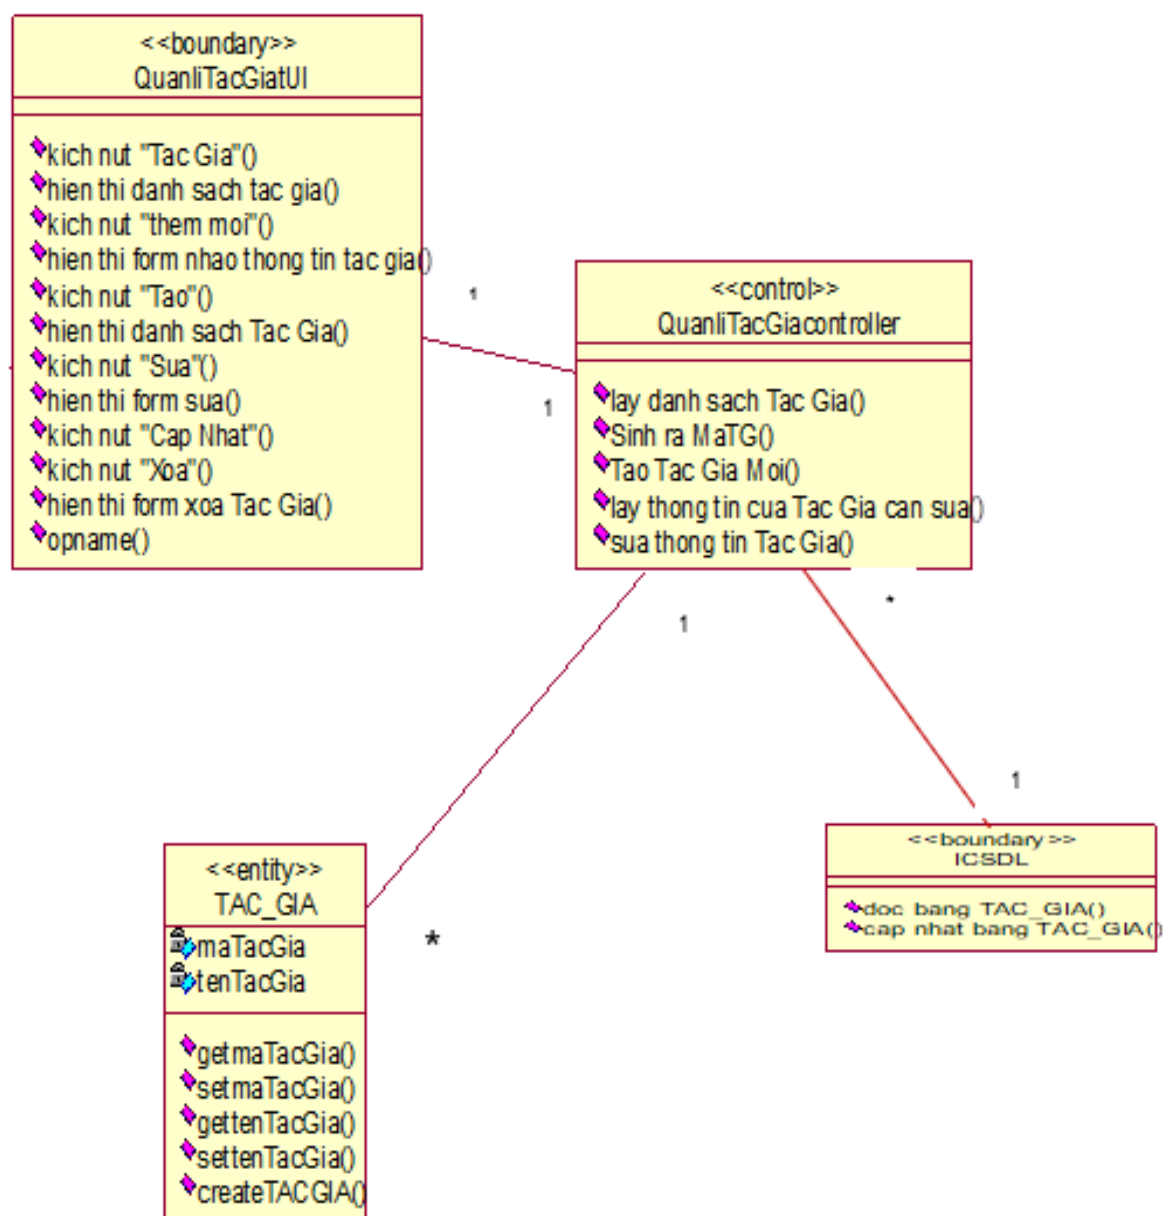 <<boundary>>
QuanliTacGiatUI
kich nut "Tac Gia"()
hien thi danh sach tac gia()
kich nut "them moi"()
hien thi form nhao thong tin tac gia()
kich nut "Tao"()
hien thi danh sach Tac Gia()
kich nut "Sua"()
hien thi form sua()
kich nut "Cap Nhat"()
kich nut "Xoa"()
hien thi form xoa Tac Gia()
opname()
1
1
<<control>>
QuanliTacGiacontroller
lay danh sach Tac Gia()
Sinh ra MaTG()
Tao Tac Gia Moi()
lay thong tin cua Tac Gia can sua()
sua thong tin Tac Gia()
1
*
*
1
<<entity>>
TAC_GIA
maTacGia
tenTacGia
getmaTacGia()
setmaTacGia()
gettenTacGia()
settenTacGia()
createTACGIA()
<<boundary>>
ICSDL
doc bang TAC_GIA()
cap nhat bang TAC_GIA()